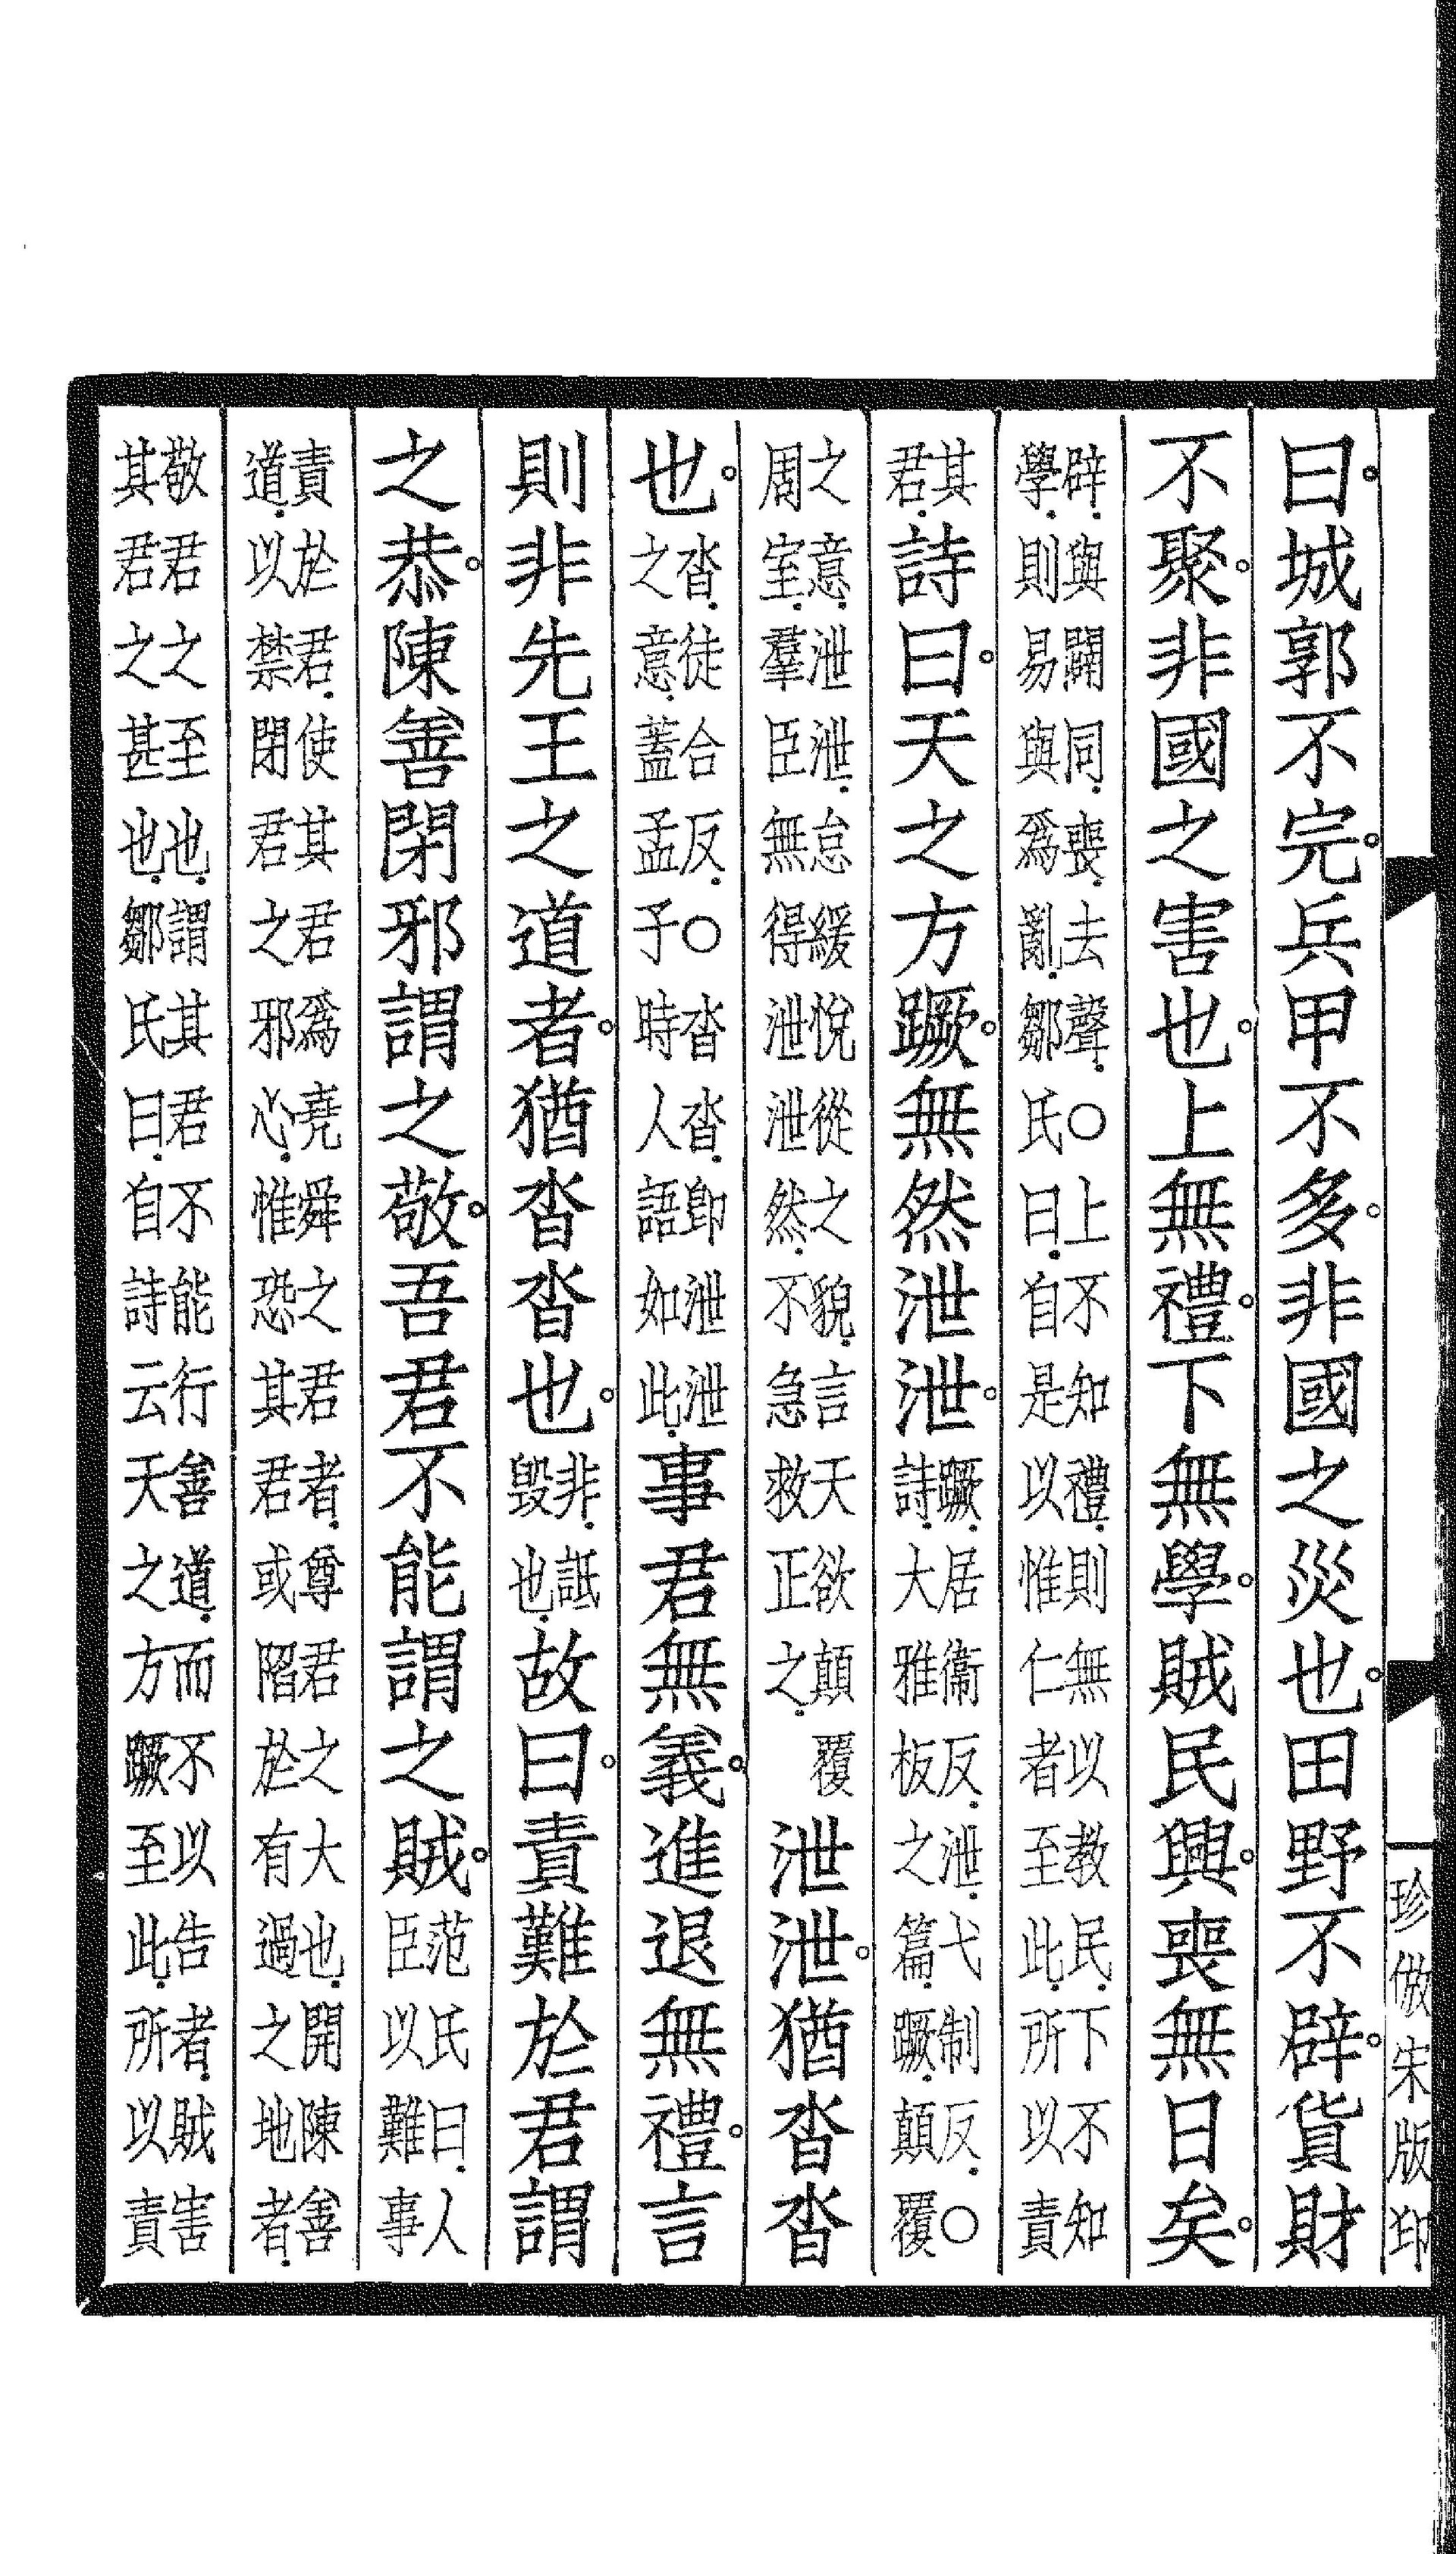 珍倣宋版印
曰。城郭不完。兵甲不多。非國之災也。田野不辟。貨財
不聚。非國之害也。上無禮。下無學。賊民興。喪無日矣。
辟.與闢同.喪.去聲.○上不知禮.則無以教民.下不知
學.則易與爲亂.鄒氏曰.自是以惟仁者至此.所以責
其
君.
詩曰。天之方蹶。無然泄泄。
蹶.居衞反.泄.弋制反.○
詩.大雅板之篇.蹶.顛覆
之意.泄泄.怠緩悅從之貌.言天欲顛覆
周室.羣臣無得泄泄然.不急救正之.
泄泄。猶沓沓
也。
沓.徒合反.○沓沓.卽泄泄
之意.蓋孟子時人語如此.
事君無義。進退無禮。言
則非先王之道者。猶沓沓也。
非.詆
毀也.
故曰。責難於君謂
之恭。陳善閉邪謂之敬。吾君不能謂之賊。
范氏曰.人
臣以難事
責於君.使其君爲堯舜之君者.尊君之大也.開陳善
道.以禁閉君之邪心.惟恐其君或陷於有過之地者.
敬君之至也.謂其君不能行善道.而不以告者.賊害
其君之甚也.鄒氏曰.自詩云天之方蹶至此.所以責